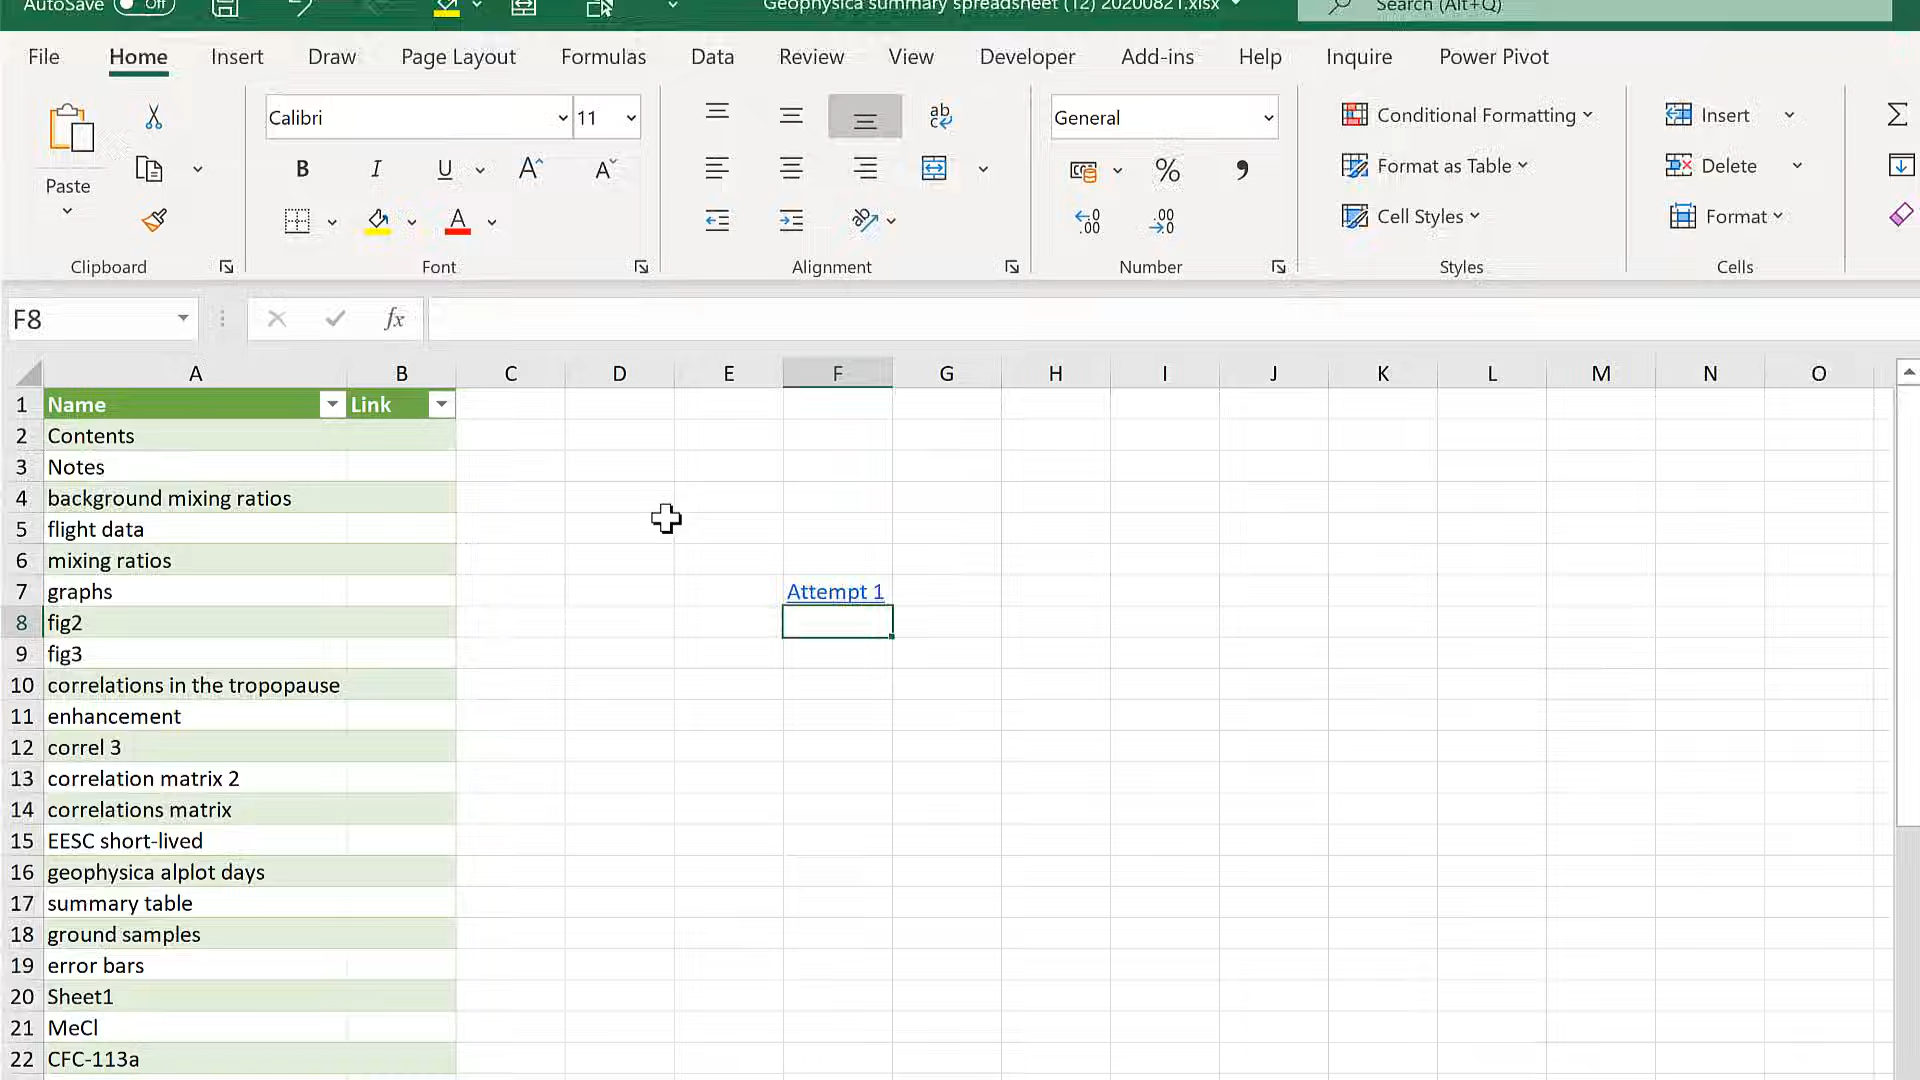 AutoSave Off Geophysica summary spreadsheet (12) 20200821.xlsx Search (Alt+Q)
File Home Insert Draw Page Layout Formulas Data Review View Developer Add-ins Help Inquire Power Pivot
Paste
Calibri 11
General
Conditional Formatting
Format as Table
Cell Styles
Insert
Delete
Format
Clipboard Font Alignment Number Styles Cells
F8 fx
A B C D E F G H I J K L M N O
1 Name Link
2 Contents
3 Notes
4 background mixing ratios
5 flight data
6 mixing ratios
7 graphs Attempt 1
8 fig2
9 fig3
10 correlations in the tropopause
11 enhancement
12 correl 3
13 correlation matrix 2
14 correlations matrix
15 EESC short-lived
16 geophysica alplot days
17 summary table
18 ground samples
19 error bars
20 Sheet1
21 MeCl
22 CFC-113a